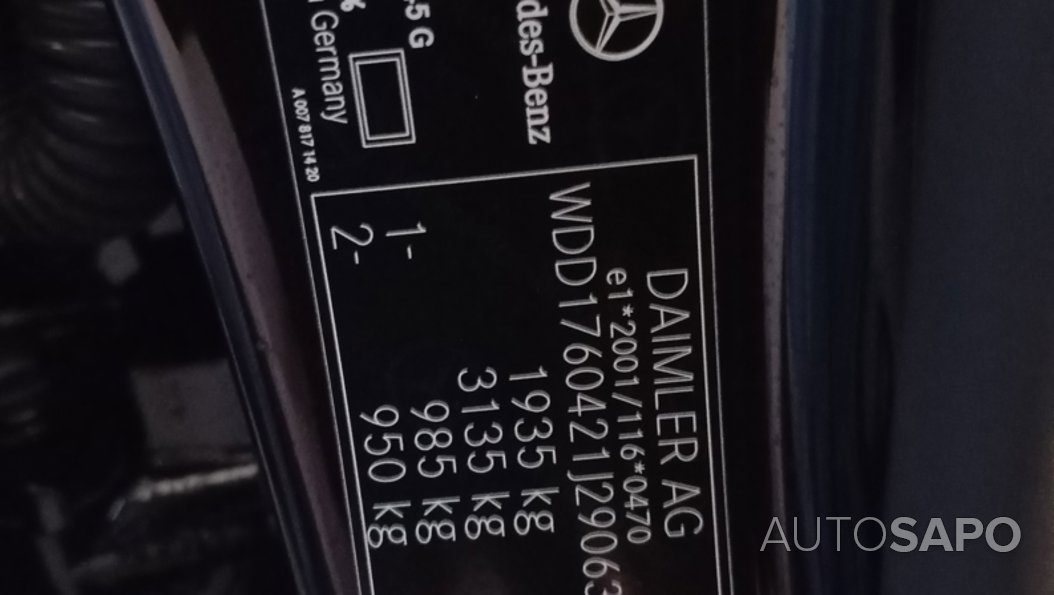 DAIMLER AG
e1*2001/116*0470
WDD1760421J29063
1935 kg
3135 kg
1- 985 kg
2- 950 kg
des-Benz
5 G
Germany
A 007 817 14 20
AUTOSAPO